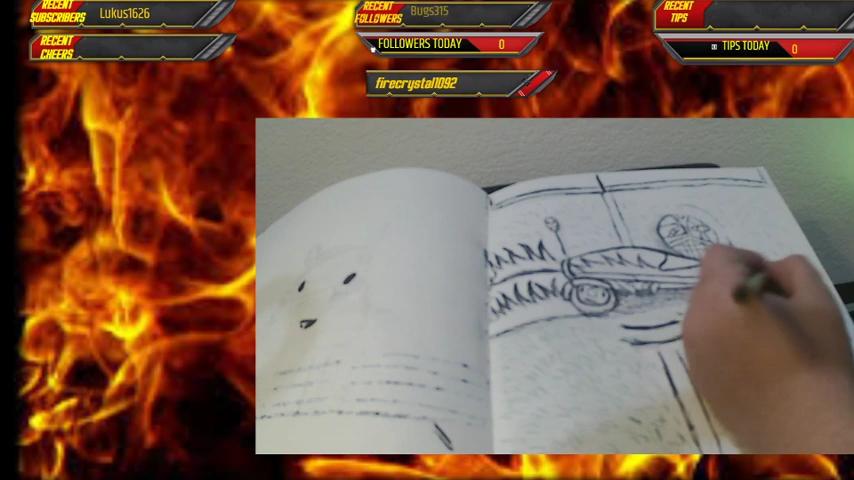 RECENT SUBSCRIBERS
Lukus1626
RECENT CHEERS
RECENT FOLLOWERS
Bugs315
FOLLOWERS TODAY 0
firecrystal1092
RECENT TIPS
TIPS TODAY 0